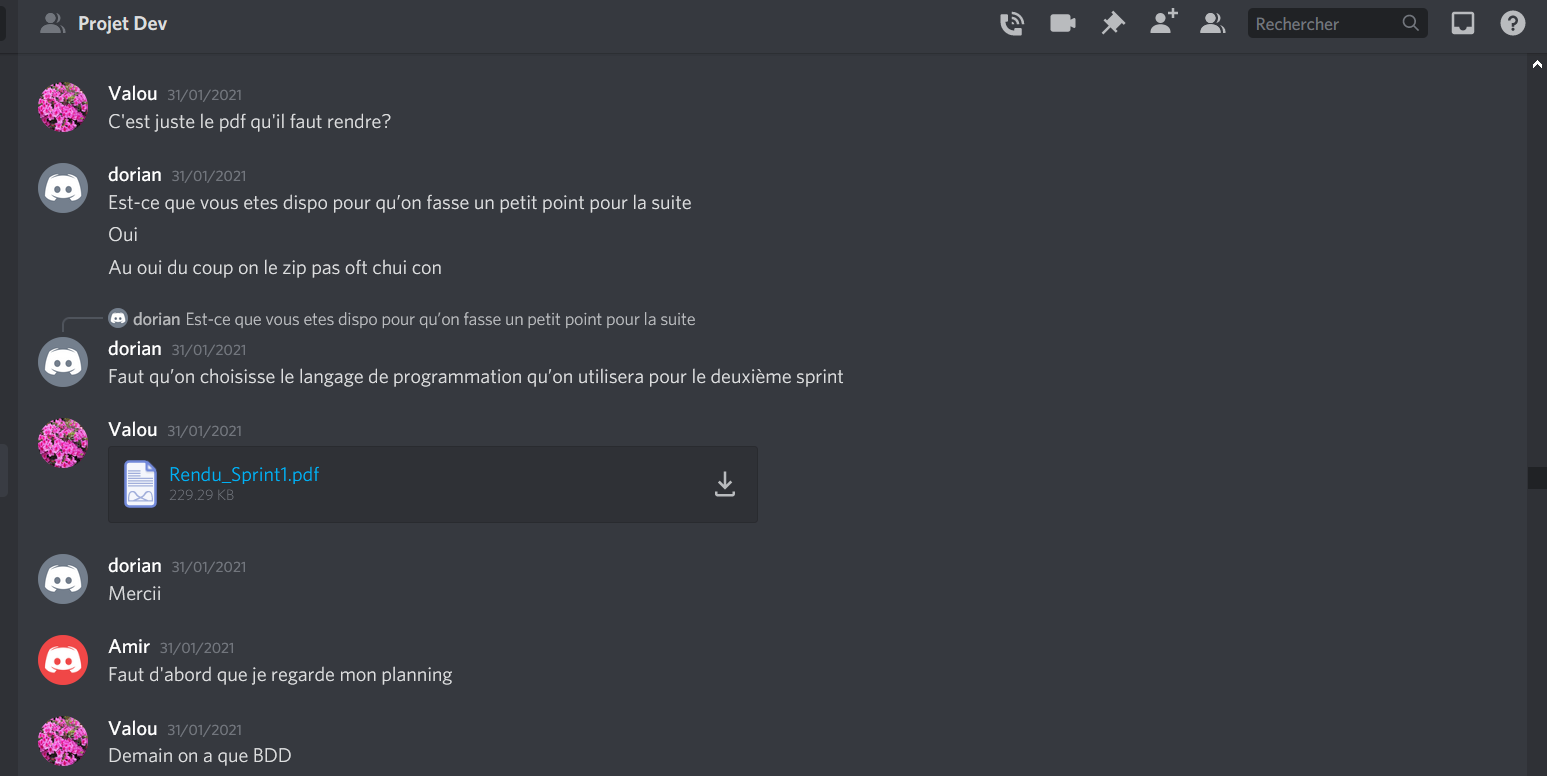 Projet Dev
Rechercher
Valou 31/01/2021
C'est juste le pdf qu'il faut rendre?
dorian 31/01/2021
Est-ce que vous etes dispo pour qu’on fasse un petit point pour la suite
Oui
Au oui du coup on le zip pas oft chui con
dorian Est-ce que vous etes dispo pour qu’on fasse un petit point pour la suite
dorian 31/01/2021
Faut qu’on choisisse le langage de programmation qu’on utilisera pour le deuxième sprint
Valou 31/01/2021
Rendu_Sprint1.pdf
229.29 KB
dorian 31/01/2021
Mercii
Amir 31/01/2021
Faut d'abord que je regarde mon planning
Valou 31/01/2021
Demain on a que BDD